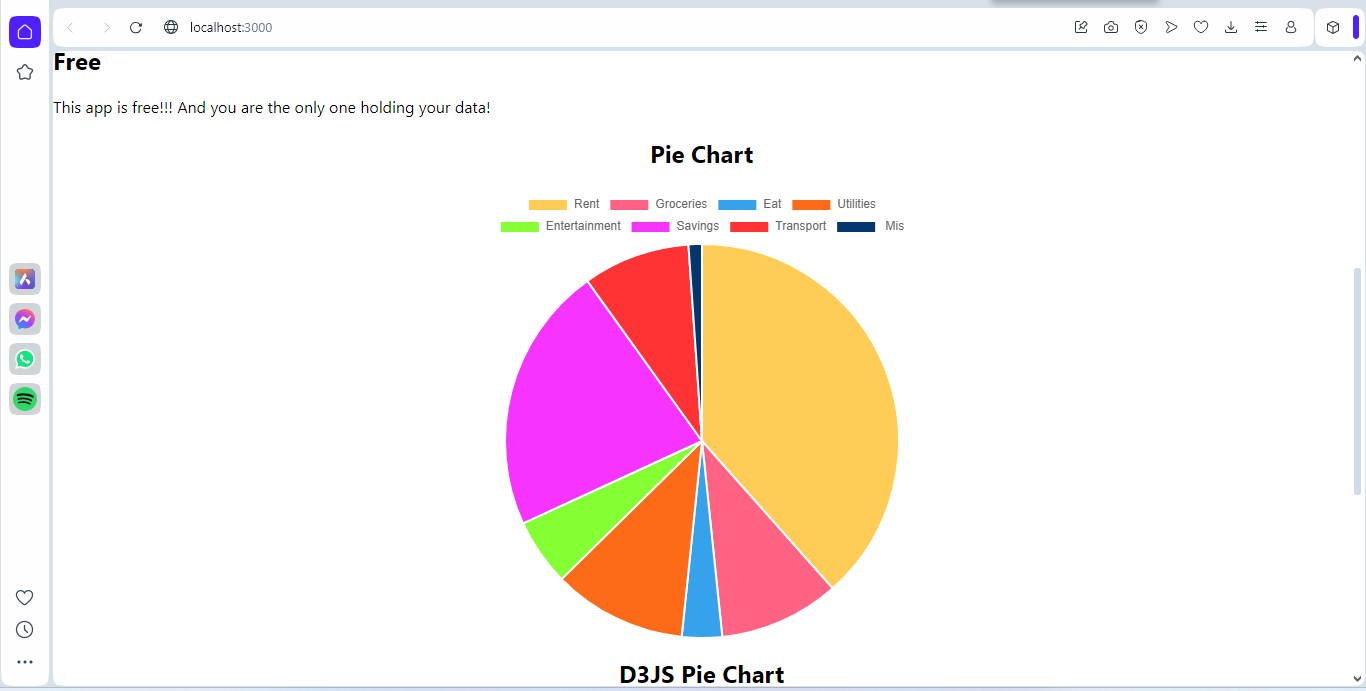 localhost:3000
Free
This app is free!!! And you are the only one holding your data!
Pie Chart
Rent Groceries Eat Utilities
Entertainment Savings Transport Mis
D3JS Pie Chart